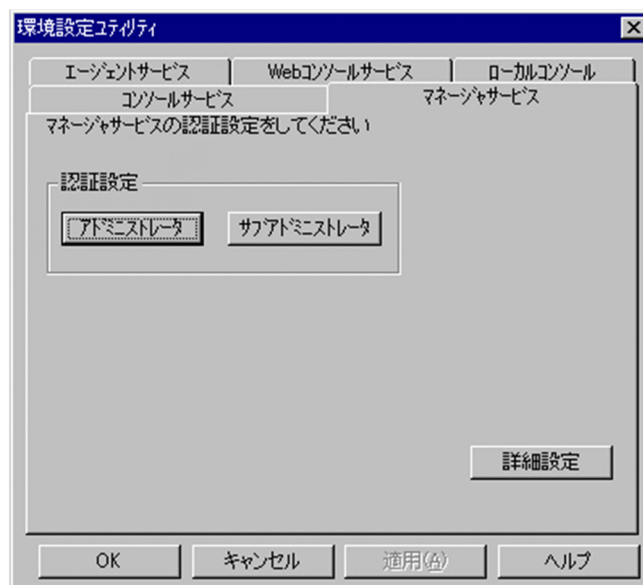 環境設定ﾕﾃｨﾘﾃｨ
ｴｰｼﾞｪﾝﾄｻｰﾋﾞｽ
Webｺﾝｿｰﾙｻｰﾋﾞｽ
ﾛｰｶﾙｺﾝｿｰﾙ
ｺﾝｿｰﾙｻｰﾋﾞｽ
ﾏﾈｰｼﾞｬｻｰﾋﾞｽ
ﾏﾈｰｼﾞｬｻｰﾋﾞｽの認証設定をしてください
認証設定
ｱﾄﾞﾐﾆｽﾄﾚｰﾀ
ｻﾌﾞｱﾄﾞﾐﾆｽﾄﾚｰﾀ
詳細設定
OK
キャンセル
適用(A)
ヘルプ